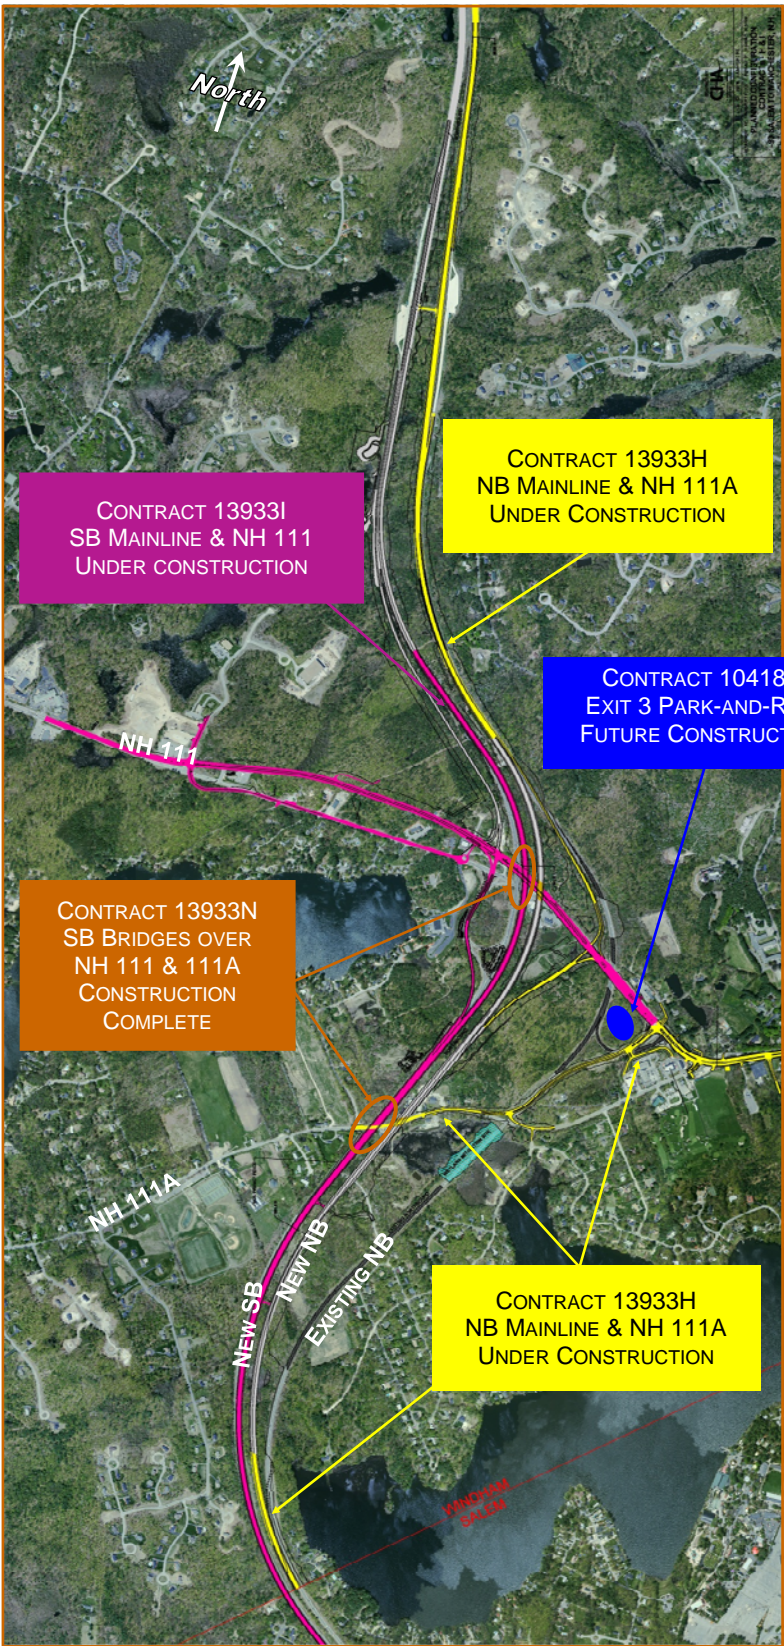 North
CHA
CONTRACT 13933H
NB MAINLINE & NH 111A
UNDER CONSTRUCTION
CONTRACT 13933I
SB MAINLINE & NH 111
UNDER CONSTRUCTION
CONTRACT 10418
EXIT 3 PARK-AND-R
FUTURE CONSTRUCT
NH 111
CONTRACT 13933N
SB BRIDGES OVER
NH 111 & 111A
CONSTRUCTION
COMPLETE
NH 111A
NEW SB
NEW NB
EXISTING NB
CONTRACT 13933H
NB MAINLINE & NH 111A
UNDER CONSTRUCTION
WINDHAM
SALEM